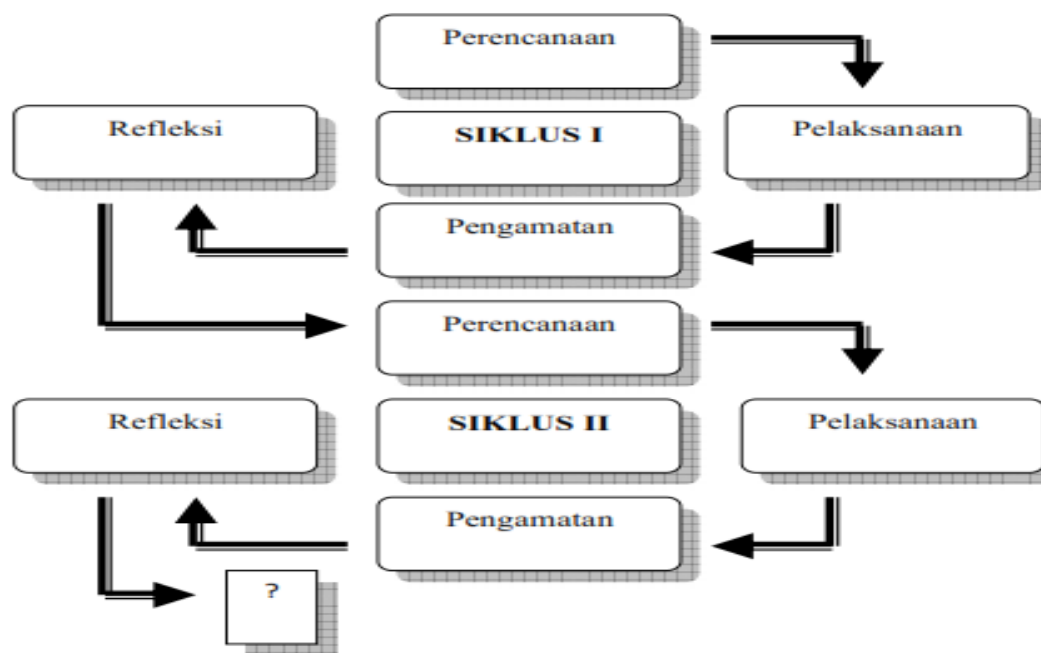 Perencanaan
Refleksi
SIKLUS I
Pelaksanaan
Pengamatan
Perencanaan
Refleksi
SIKLUS II
Pelaksanaan
Pengamatan
?